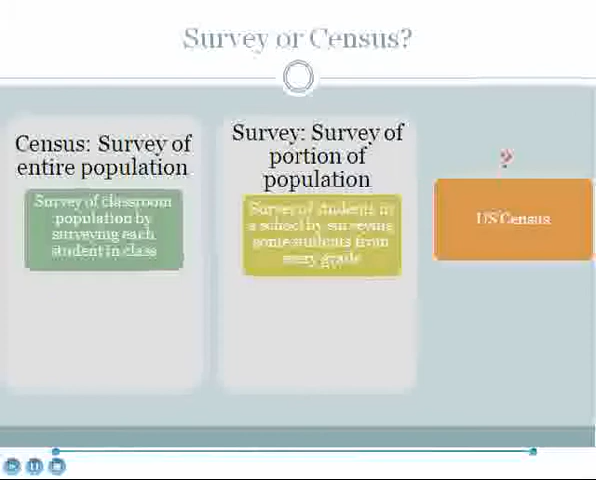 Survey or Census?
Census: Survey of
entire population
Survey of classroom
population by
surveying each
student in class
Survey: Survey of
portion of
population
Survey of students in
a school by surveying
some students from
every grade
?
US Census